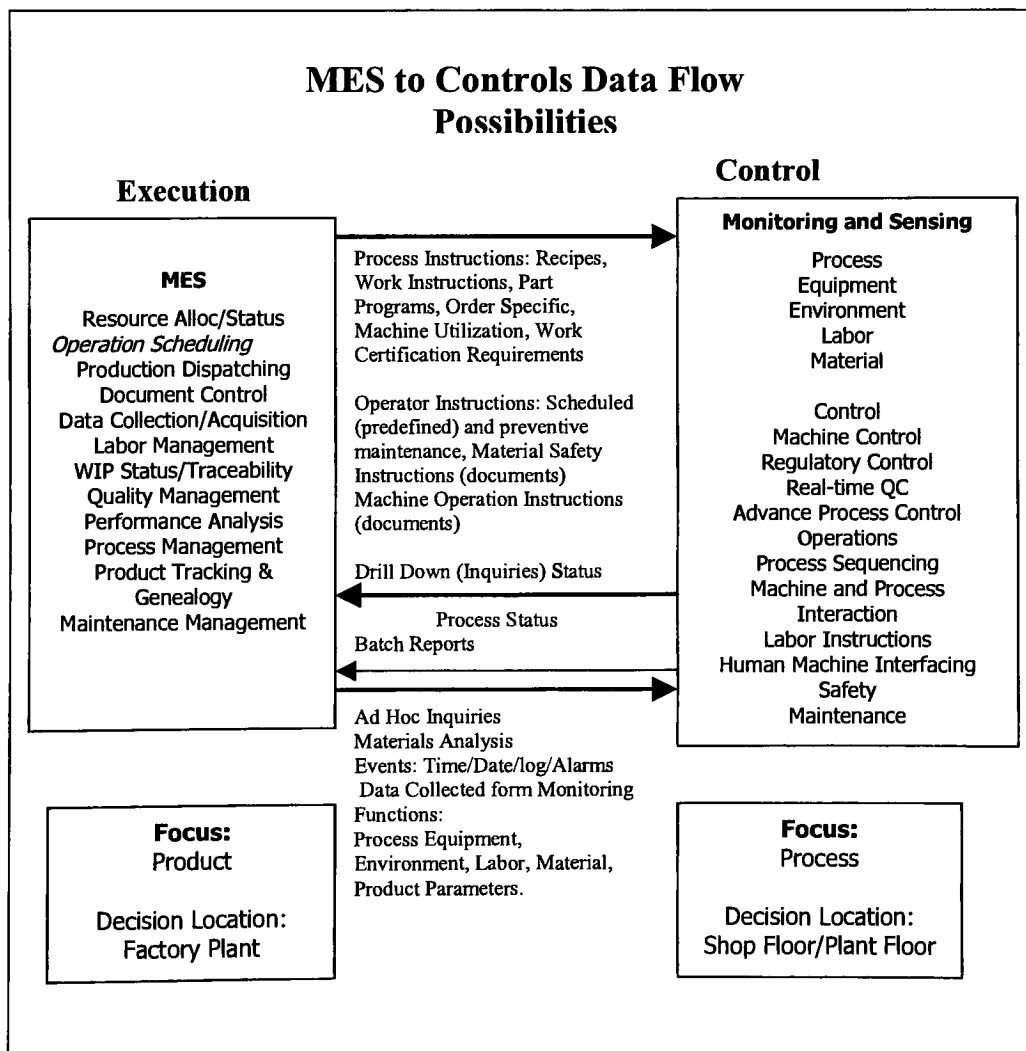 MES to Controls Data Flow
Possibilities
Execution
Control
MES
Resource Alloc/Status
Operation Scheduling
Production Dispatching
Document Control
Data Collection/Acquisition
Labor Management
WIP Status/Traceability
Quality Management
Performance Analysis
Process Management
Product Tracking &
Genealogy
Maintenance Management
Process Instructions: Recipes,
Work Instructions, Part
Programs, Order Specific,
Machine Utilization, Work
Certification Requirements
Operator Instructions: Scheduled
(predefined) and preventive
maintenance, Material Safety
Instructions (documents)
Machine Operation Instructions
(documents)
Drill Down (Inquiries) Status
Process Status
Batch Reports
Ad Hoc Inquiries
Materials Analysis
Events: Time/Date/log/Alarms
Data Collected form Monitoring
Functions:
Process Equipment,
Environment, Labor, Material,
Product Parameters.
Monitoring and Sensing
Process
Equipment
Environment
Labor
Material
Control
Machine Control
Regulatory Control
Real-time QC
Advance Process Control
Operations
Process Sequencing
Machine and Process
Interaction
Labor Instructions
Human Machine Interfacing
Safety
Maintenance
Focus:
Product
Decision Location:
Factory Plant
Focus:
Process
Decision Location:
Shop Floor/Plant Floor